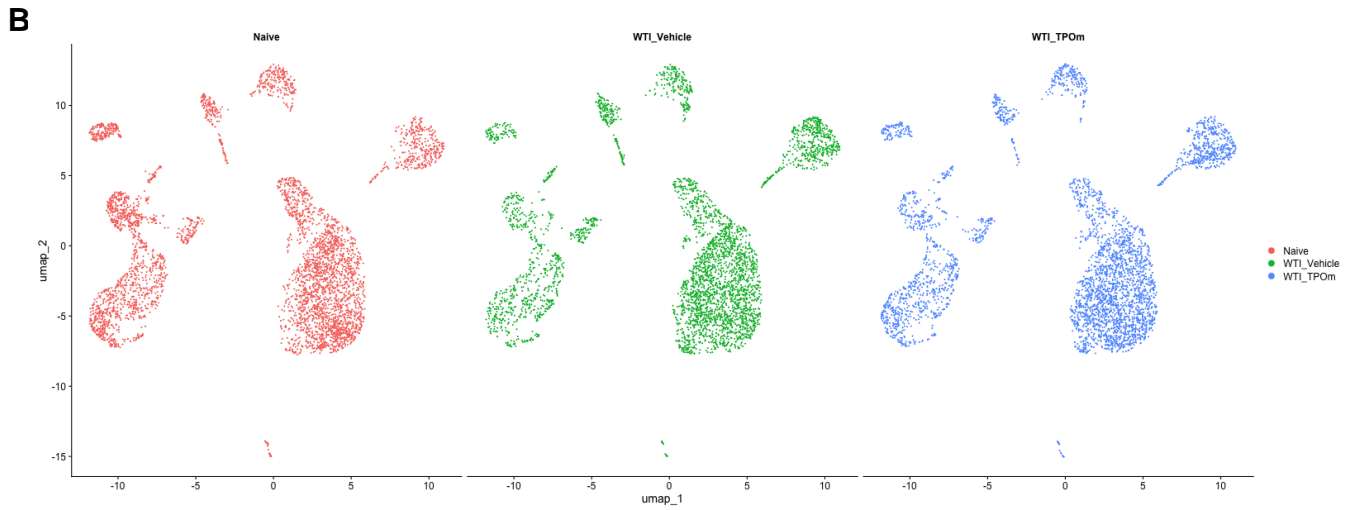 B
Naive WTI_Vehicle WTI_TPOm
10
5
0
-5
-10
-15
umap_2
-10 -5 0 5 10 -10 -5 0 5 10 -10 -5 0 5 10
umap_1
Naive
WTI_Vehicle
WTI_TPOm